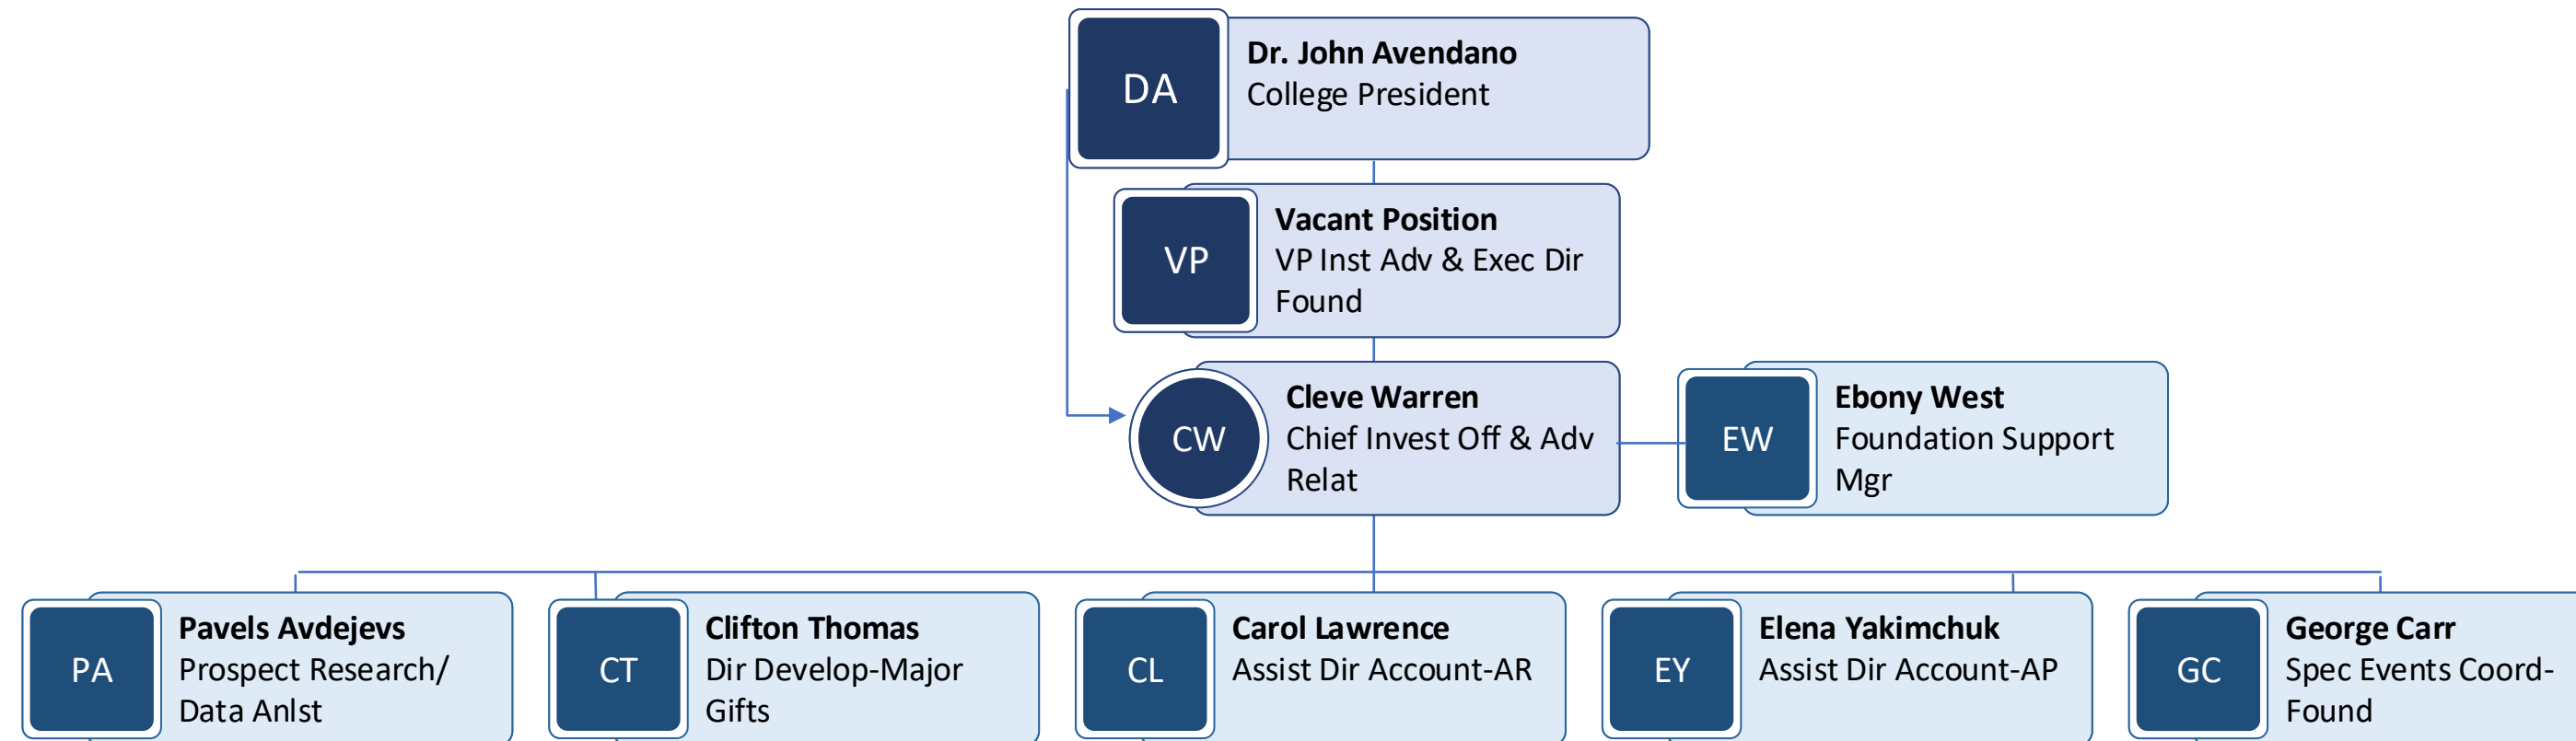 DA
Dr. John Avendano
College President
VP
Vacant Position
VP Inst Adv & Exec Dir
Found
CW
Cleve Warren
Chief Invest Off & Adv
Relat
EW
Ebony West
Foundation Support
Mgr
PA
Pavels Avdejevs
Prospect Research/
Data Anlst
CT
Clifton Thomas
Dir Develop-Major
Gifts
CL
Carol Lawrence
Assist Dir Account-AR
EY
Elena Yakimchuk
Assist Dir Account-AP
GC
George Carr
Spec Events Coord-
Found